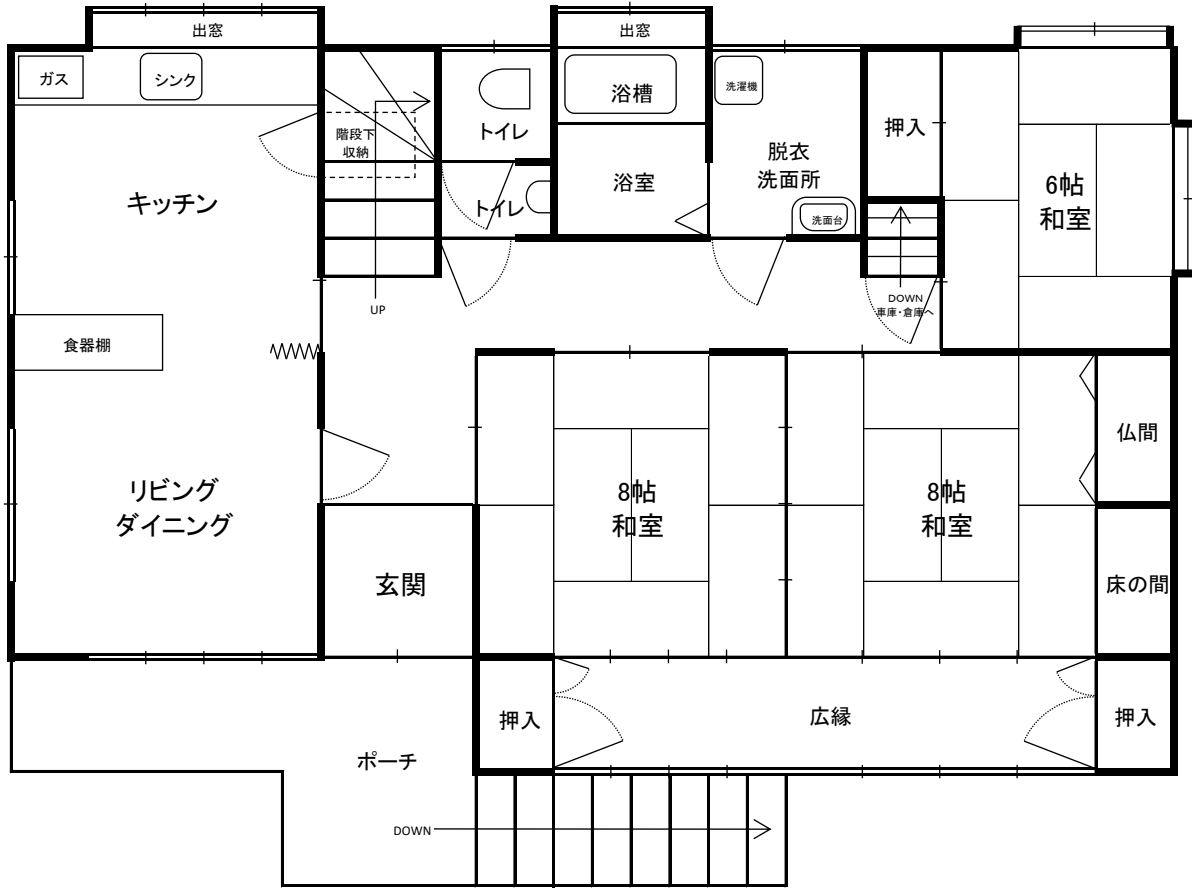 出窓
出窓
ガス
シンク
洗濯機
浴槽
階段下
収納
トイレ
押入
脱衣
洗面所
6帖
和室
キッチン
トイレ
浴室
洗面台
UP
DOWN
車庫・倉庫へ
食器棚
仏間
リビング
ダイニング
8帖
和室
8帖
和室
玄関
床の間
押入
広縁
押入
ポーチ
DOWN